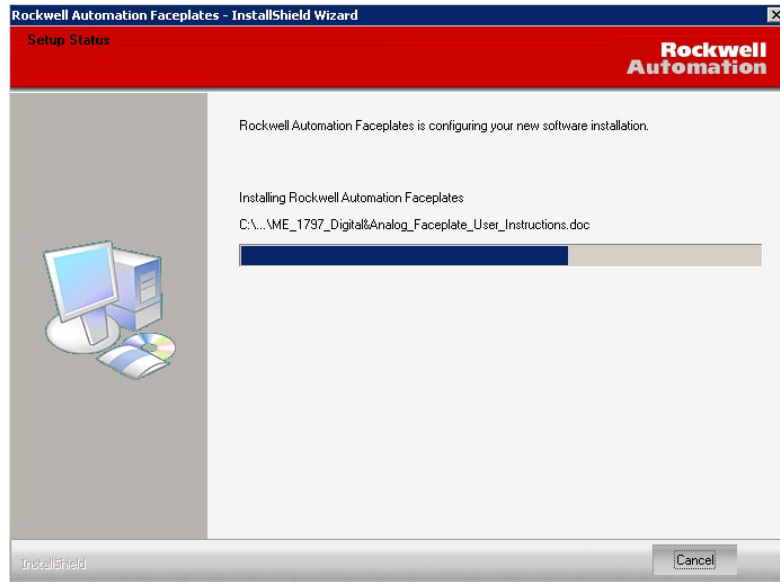 Rockwell Automation Faceplates - InstallShield Wizard
Setup Status
Rockwell
Automation
Rockwell Automation Faceplates is configuring your new software installation.
Installing Rockwell Automation Faceplates
C:\...\ME_1797_Digital&Analog_Faceplate_User_Instructions.doc
InstallShield
Cancel